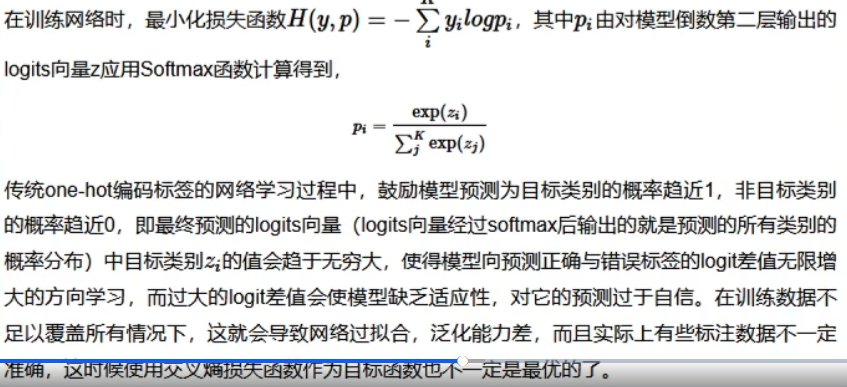 在训练网络时，最小化损失函数H(y,p) = −∑ᵢᴷ yᵢlogpᵢ，其中pᵢ由对模型倒数第二层输出的
logits向量z应用Softmax函数计算得到，
pᵢ = exp(zᵢ) / ∑ⱼᴷ exp(zⱼ)
传统one-hot编码标签的网络学习过程中，鼓励模型预测为目标类别的概率趋近1，非目标类别
的概率趋近0，即最终预测的logits向量（logits向量经过softmax后输出的就是预测的所有类别的
概率分布）中目标类别zᵢ的值会趋于无穷大，使得模型向预测正确与错误标签的logit差值无限增
大的方向学习，而过大的logit差值会使模型缺乏适应性，对它的预测过于自信。在训练数据不
足以覆盖所有情况下，这就会导致网络过拟合，泛化能力差，而且实际上有些标注数据不一定
准确，这时候使用交叉熵损失函数作为目标函数也不一定是最优的了。